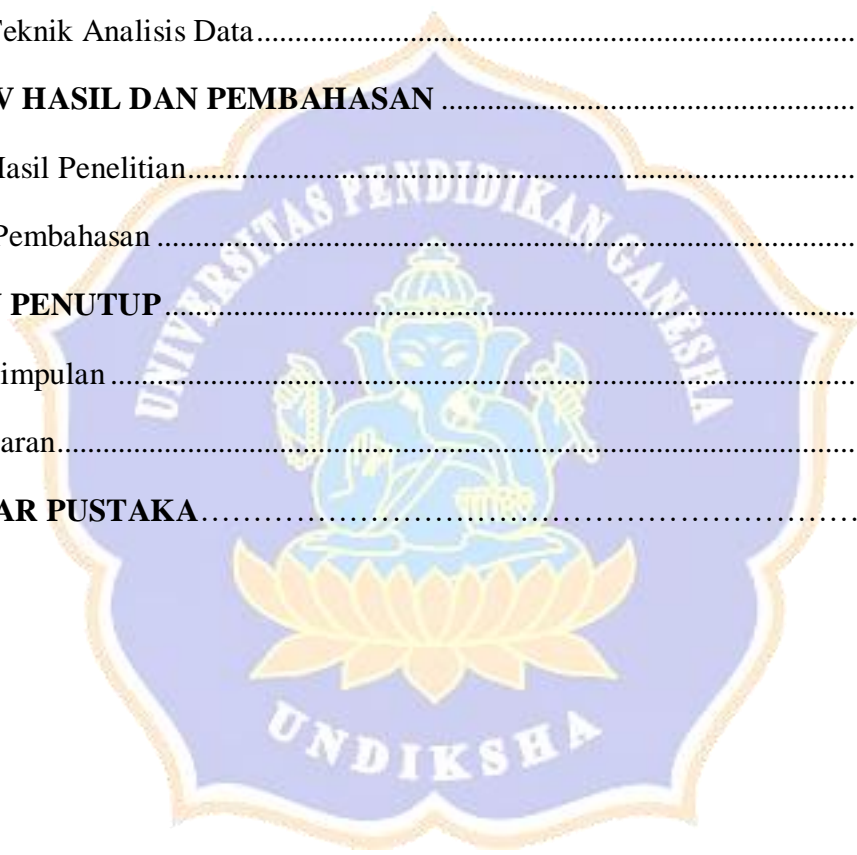 Teknik Analisis Data....................................................................................
V HASIL DAN PEMBAHASAN ......................................................
Hasil Penelitian.......................................................................................
Pembahasan ...........................................................................................
PENUTUP..........................................................................................
impulan .................................................................................................
aran........................................................................................................
AR PUSTAKA……………………………………………………………
UNIVERSITAS PENDIDIKAN GANESHA
UNDIKSHA